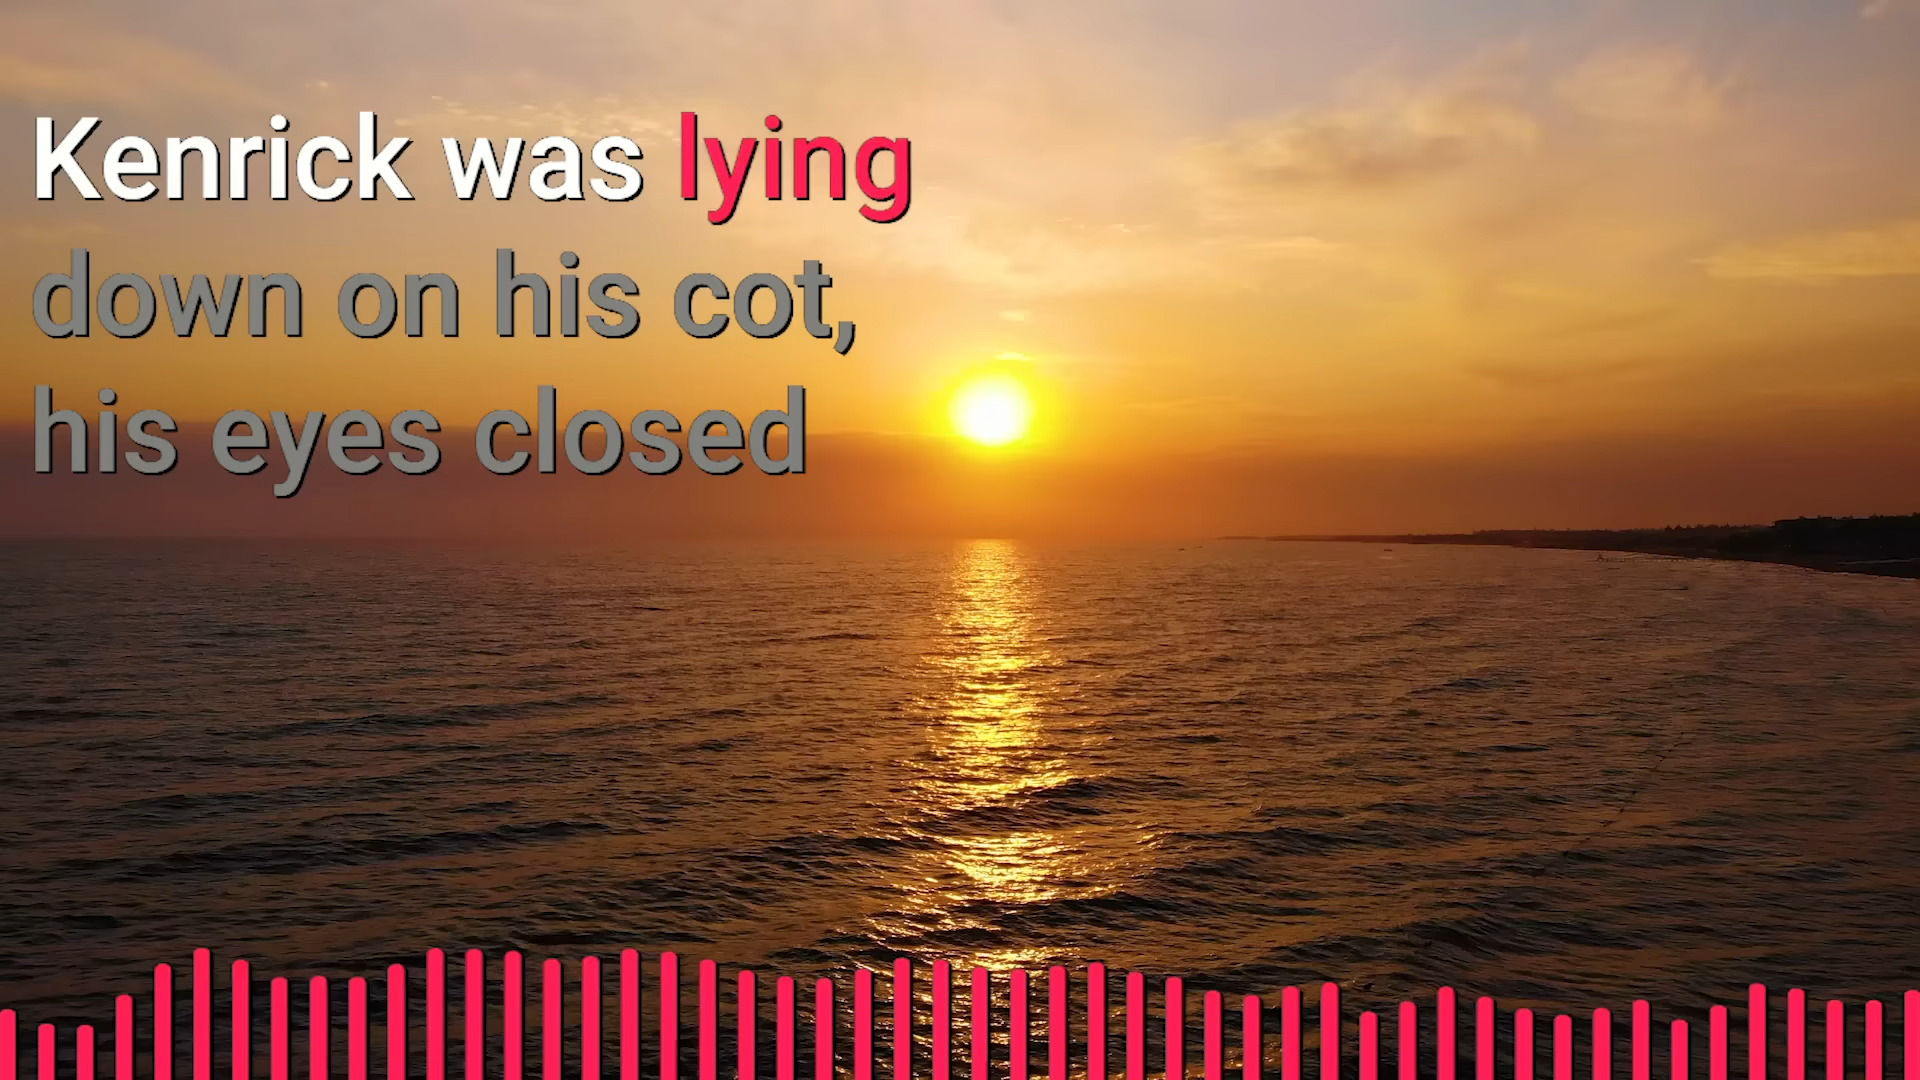 Kenrick was lying
down on his cot,
his eyes closed